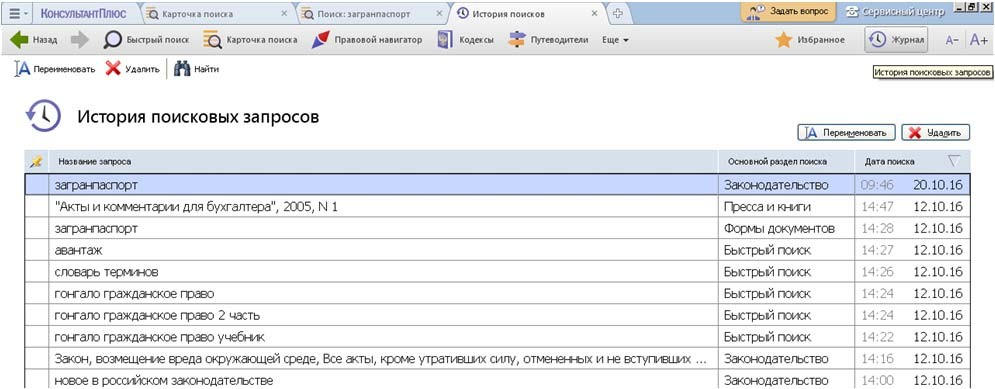 КОНСУЛЬТАНТПЛЮС Карточка поиска Поиск: загранпаспорт История поисков Задать вопрос Сервисный центр
Назад Быстрый поиск Карточка поиска Правовой навигатор Кодексы Путеводители Еще Избранное Журнал А- А+
Переименовать Удалить Найти
История поисковых запросов
История поисковых запросов
Переименовать Удалить
Название запроса Основной раздел поиска Дата поиска
загранпаспорт Законодательство 09:46 20.10.16
"Акты и комментарии для бухгалтера", 2005, N 1 Пресса и книги 14:47 12.10.16
загранпаспорт Формы документов 14:28 12.10.16
авантаж Быстрый поиск 14:27 12.10.16
словарь терминов Быстрый поиск 14:26 12.10.16
гонгало гражданское право Быстрый поиск 14:24 12.10.16
гонгало гражданское право 2 часть Быстрый поиск 14:24 12.10.16
гонгало гражданское право учебник Быстрый поиск 14:22 12.10.16
Закон, возмещение вреда окружающей среде, Все акты, кроме утративших силу, отмененных и не вступивших ... Законодательство 14:16 12.10.16
новое в российском законодательстве Законодательство 14:00 12.10.16